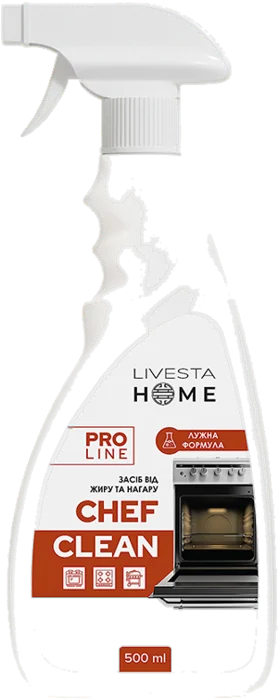 LIVESTA
HOME
PRO
LINE
ЛУЖНА
ФОРМУЛА
ЗАСІБ ВІД
ЖИРУ ТА НАГАРУ
CHEF
CLEAN
500 ml